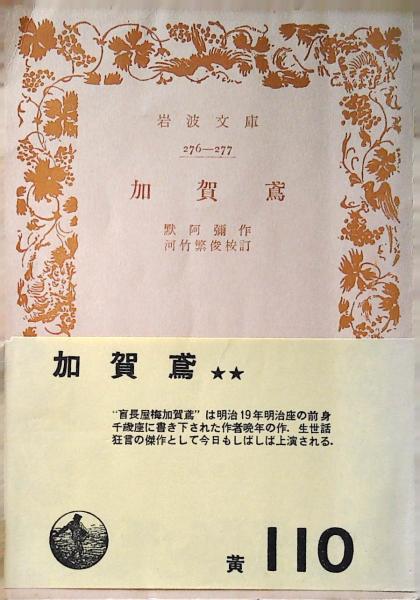 岩波文庫
276—277
加賀鳶
默阿彌作
河竹繁俊校訂
加賀鳶★★
“盲長屋梅加賀鳶”は明治19年明治座の前身
千歳座に書き下された作者晩年の作．生世話
狂言の傑作として今日もしばしば上演される．
黃 110